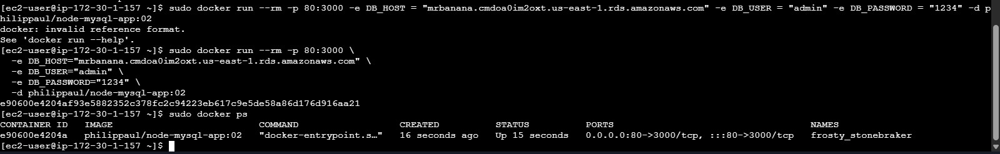 [ec2-user@ip-172-30-1-157 ~]$ sudo docker run --rm -p 80:3000 -e DB_HOST = "mrbanana.cmdoa0im2oxt.us-east-1.rds.amazonaws.com" -e DB_USER = "admin" -e DB_PASSWORD = "1234" -d p
hilippaul/node-mysql-app:02
docker: invalid reference format.
See 'docker run --help'.
[ec2-user@ip-172-30-1-157 ~]$ sudo docker run --rm -p 80:3000 \
  -e DB_HOST="mrbanana.cmdoa0im2oxt.us-east-1.rds.amazonaws.com" \
  -e DB_USER="admin" \
  -e DB_PASSWORD="1234" \
  -d philippaul/node-mysql-app:02
e90600e4204af93e5882352c378fc2c94223eb617c9e5de58a86d176d916aa21
[ec2-user@ip-172-30-1-157 ~]$ sudo docker ps
CONTAINER ID   IMAGE                          COMMAND                  CREATED          STATUS          PORTS                                   NAMES
e90600e4204a   philippaul/node-mysql-app:02   "docker-entrypoint.s…"   16 seconds ago   Up 15 seconds   0.0.0.0:80->3000/tcp, :::80->3000/tcp   frosty_stonebraker
[ec2-user@ip-172-30-1-157 ~]$